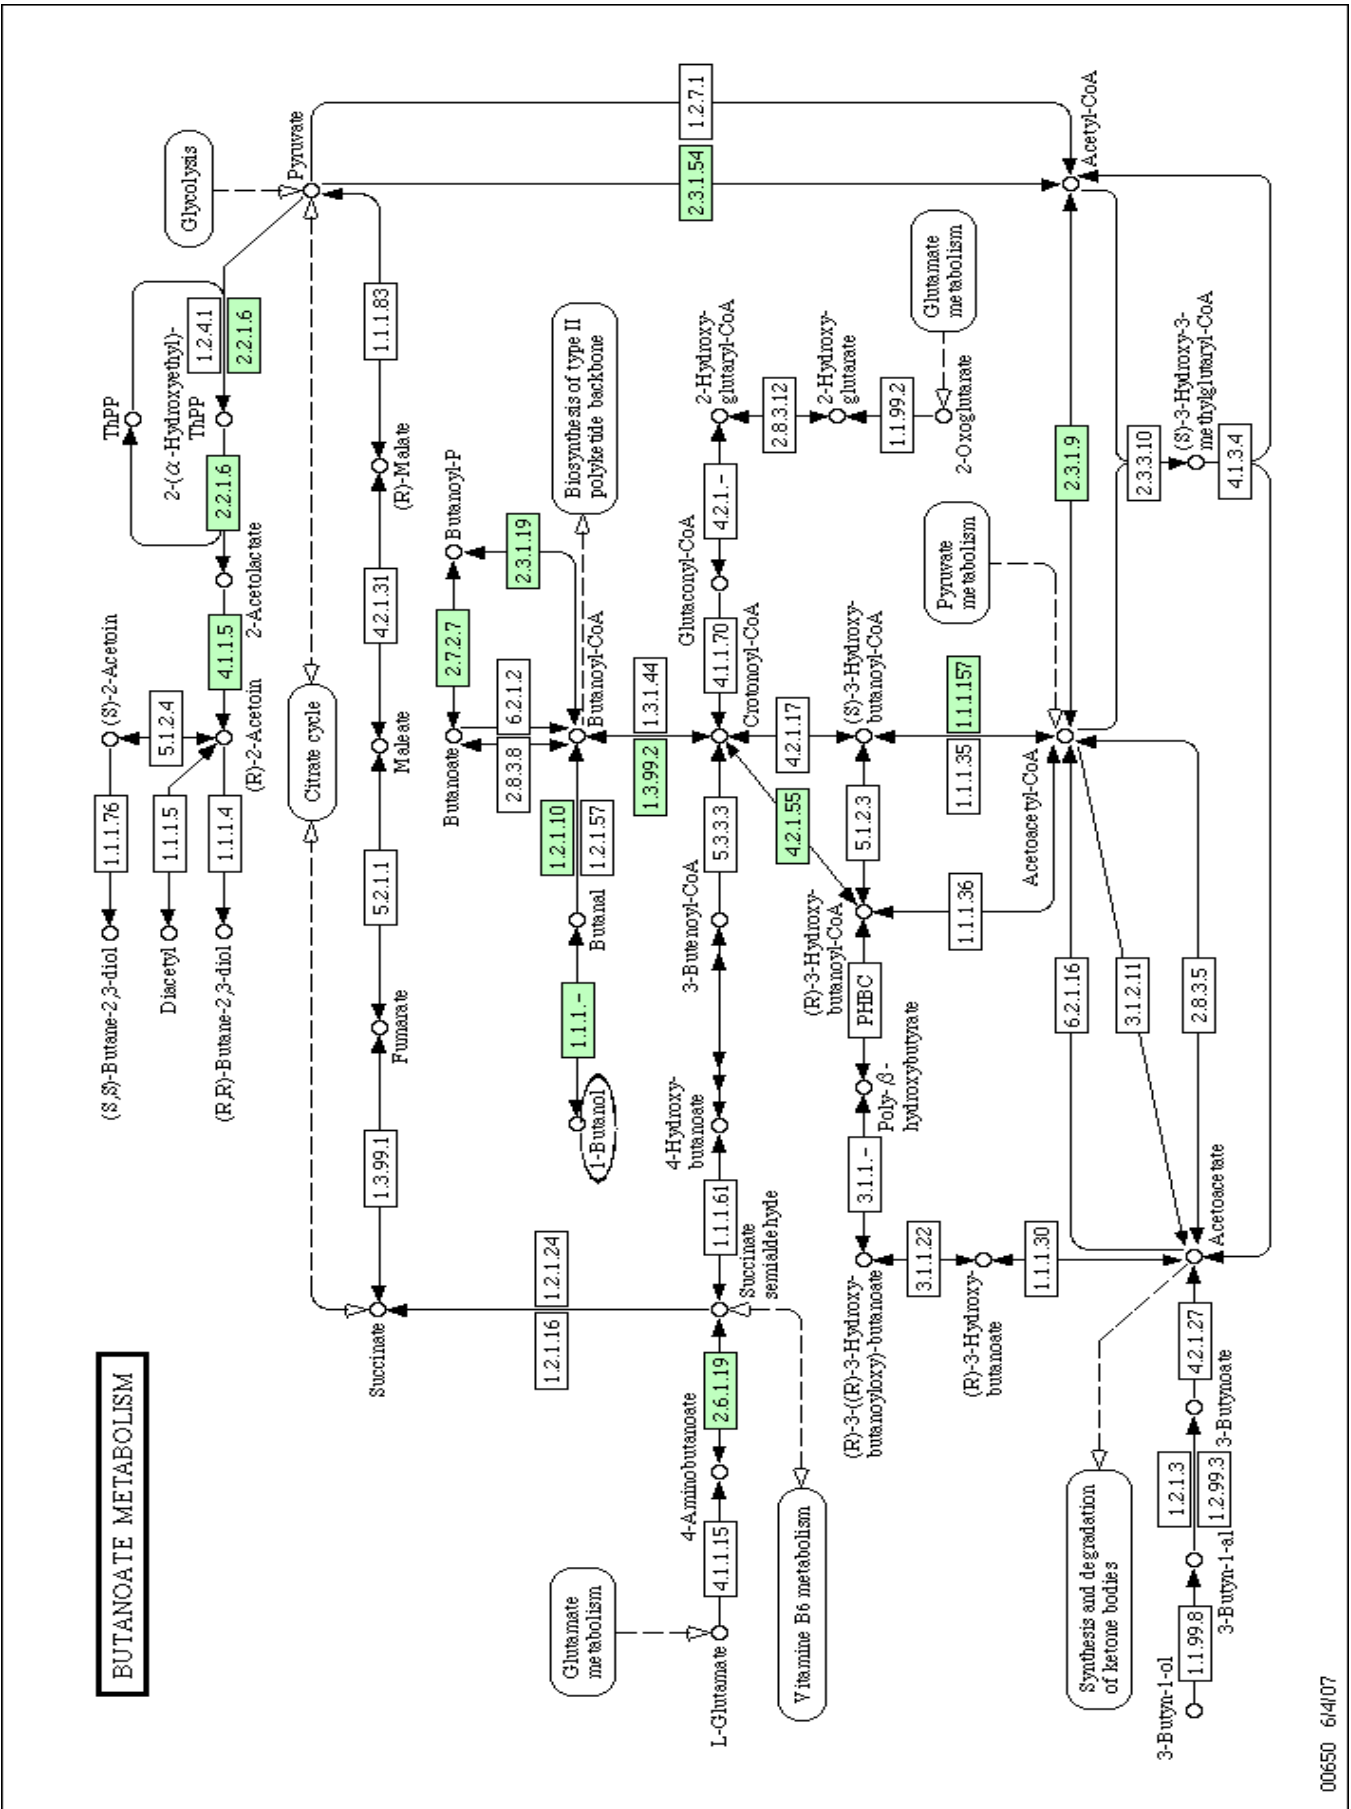 BUTANOATE METABOLISM
(S,S)-Butane-2,3-diol
1.1.1.76
(S)-2-Acetoin
ThPP
Glycolysis
Diacetyl
1.1.1.5
5.1.2.4
2-(α-Hydroxyethyl)-
ThPP
1.2.4.1
2.2.1.6
(R,R)-Butane-2,3-diol
1.1.1.4
(R)-2-Acetoin
4.1.1.5
2-Acetolactate
2.2.1.6
Pyruvate
Citrate cycle
Succinate
1.3.99.1
Fumarate
5.2.1.1
Maleate
4.2.1.31
(R)-Malate
1.1.1.83
Butanoate
2.7.2.7
Butanoyl-P
2.8.3.8
6.2.1.2
2.3.1.19
1.2.1.16
1.2.1.24
1-Butanol
1.1.1.-
Butanal
1.2.1.10
1.2.1.57
Butanoyl-CoA
Biosynthesis of type II
polyketide backbone
1.3.99.2
1.3.1.44
1.2.7.1
2.3.1.54
Glutamate
metabolism
L-Glutamate
4.1.1.15
4-Aminobutanoate
2.6.1.19
Succinate
semialdehyde
1.1.1.61
4-Hydroxy-
butanoate
3-Butenoyl-CoA
5.3.3.3
Crotonoyl-CoA
4.1.1.70
Glutaconyl-CoA
4.2.1.-
2-Hydroxy-
glutaryl-CoA
2.8.3.12
2-Hydroxy-
glutarate
1.1.99.2
2-Oxoglutarate
Glutamate
metabolism
Vitamine B6 metabolism
4.2.1.55
4.2.1.17
(R)-3-((R)-3-Hydroxy-
butanoyloxy)-butanoate
3.1.1.-
Poly-β-
hydroxybutyrate
PHBC
(R)-3-Hydroxy-
butanoyl-CoA
5.1.2.3
(S)-3-Hydroxy-
butanoyl-CoA
3.1.1.22
(R)-3-Hydroxy-
butanoate
1.1.1.30
1.1.1.36
1.1.1.35
1.1.1.157
Pyruvate
metabolism
Acetoacetyl-CoA
2.3.1.9
Acetyl-CoA
6.2.1.16
3.1.2.11
2.8.3.5
2.3.3.10
(S)-3-Hydroxy-3-
methylglutaryl-CoA
4.1.3.4
Synthesis and degradation
of ketone bodies
3-Butyn-1-ol
1.1.99.8
3-Butyn-1-al
1.2.1.3
1.2.99.3
3-Butynoate
4.2.1.27
Acetoacetate
00650 6/4/07